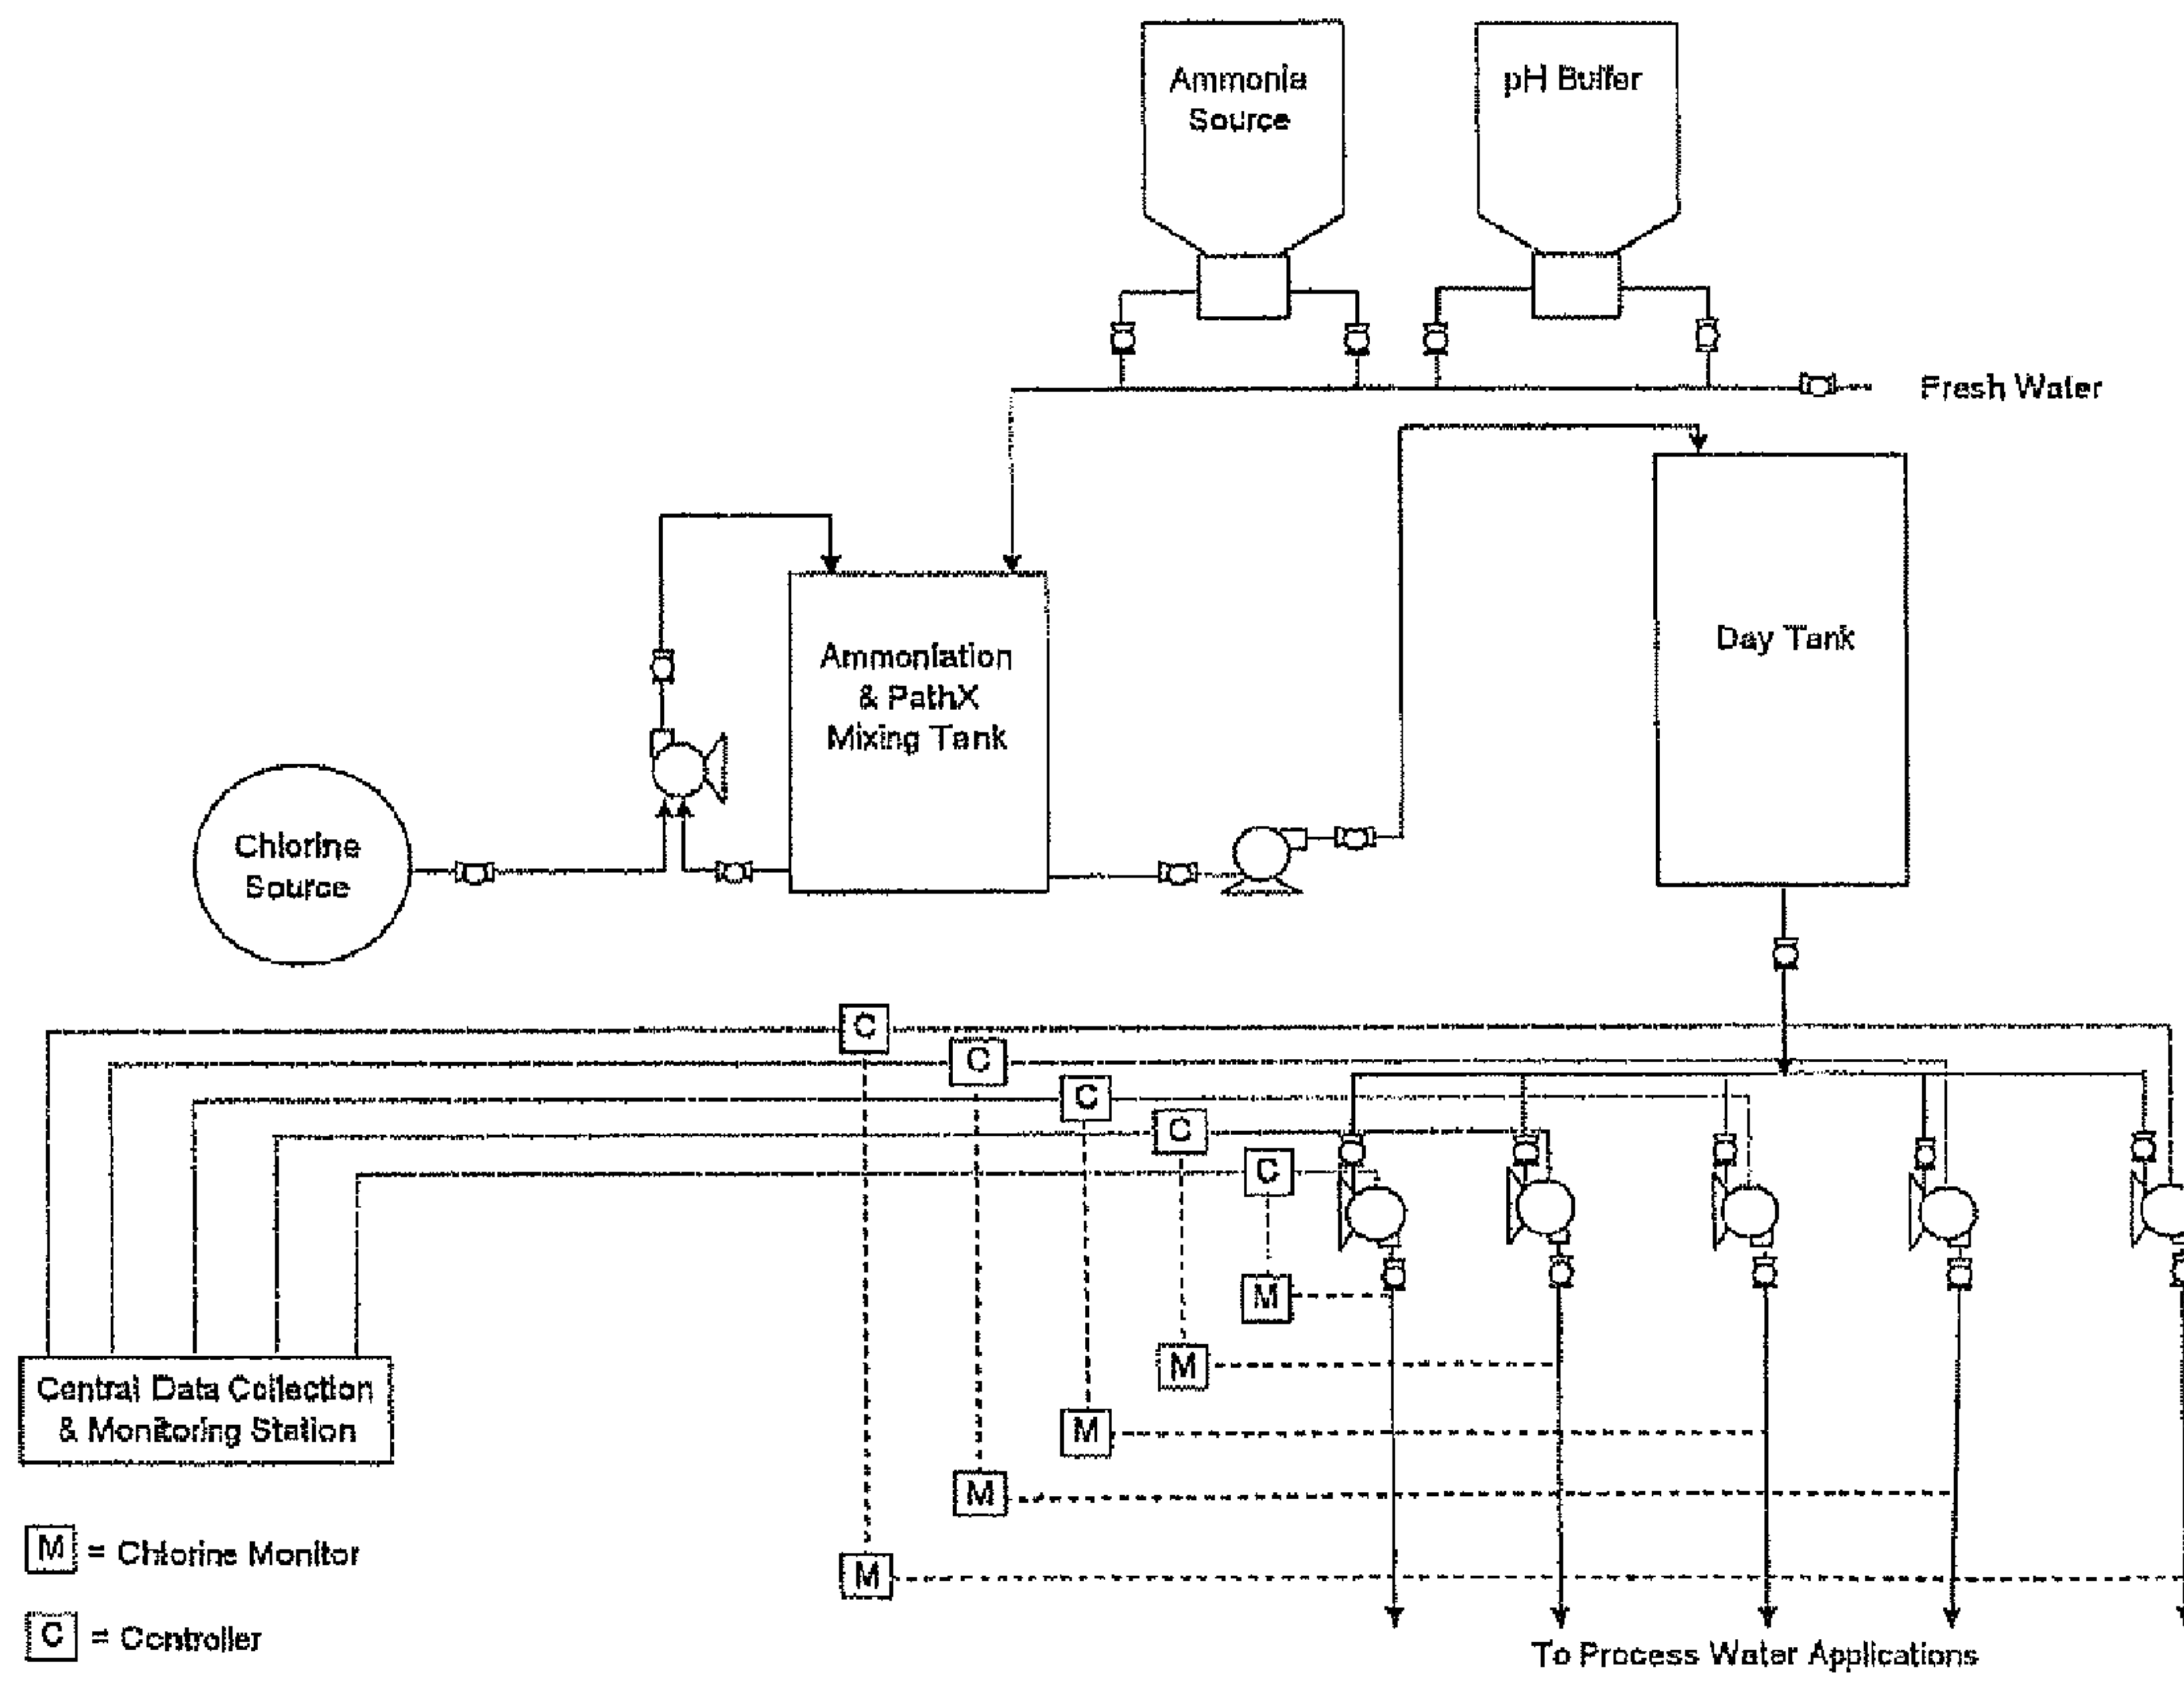 Ammonia
Source
pH Buffer
Fresh Water
Ammoniation
& PathX
Mixing Tank
Day Tank
Chlorine
Source
C
C
C
C
C
M
M
M
M
M
Central Data Collection
& Monitoring Station
M = Chlorine Monitor
C = Controller
To Process Water Applications